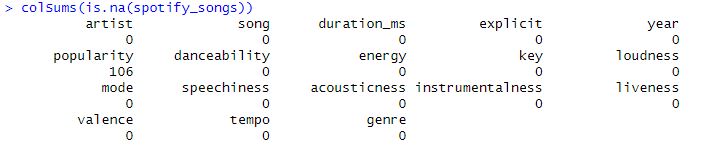 > colSums(is.na(spotify_songs))
artist song duration_ms explicit year
0 0 0 0 0
popularity danceability energy key loudness
106 0 0 0 0
mode speechiness acousticness instrumentalness liveness
0 0 0 0 0
valence tempo genre
0 0 0